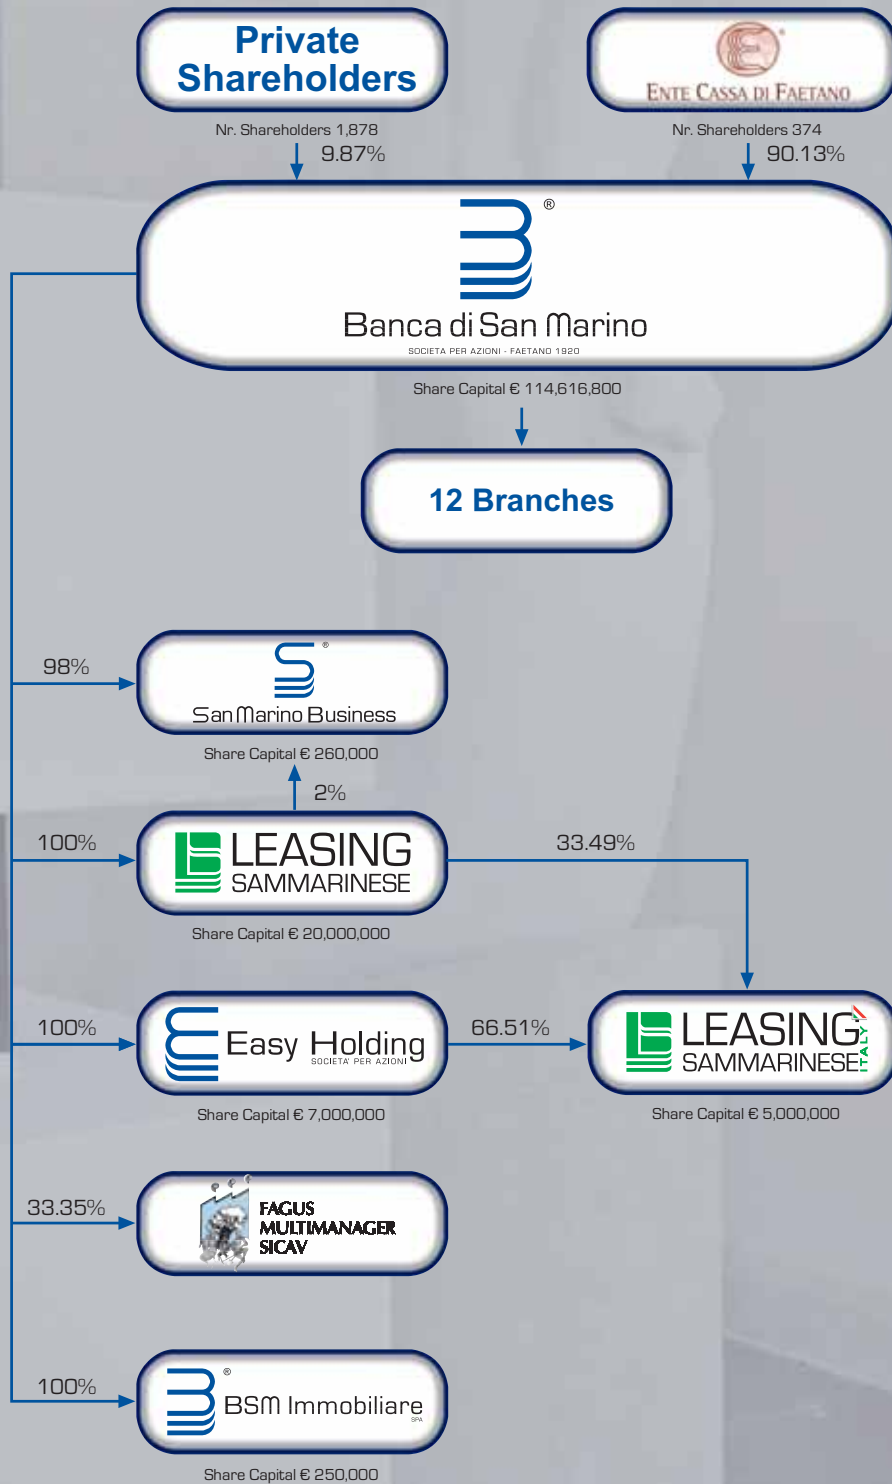 Private
Shareholders
ENTE CASSA DI FAETANO
Nr. Shareholders 1,878
Nr. Shareholders 374
9.87%
90.13%
®
Banca di San Marino
SOCIETA PER AZIONI - FAETANO 1920
Share Capital € 114,616,800
12 Branches
98%
®
San Marino Business
Share Capital € 260,000
2%
100%
LEASING
SAMMARINESE
33.49%
Share Capital € 20,000,000
100%
Easy Holding
SOCIETA' PER AZIONI
66.51%
LEASING
SAMMARINESE
ITALY
Share Capital € 7,000,000
Share Capital € 5,000,000
33.35%
FAGUS
MULTIMANAGER
SICAV
100%
®
BSM Immobiliare
SPA
Share Capital € 250,000